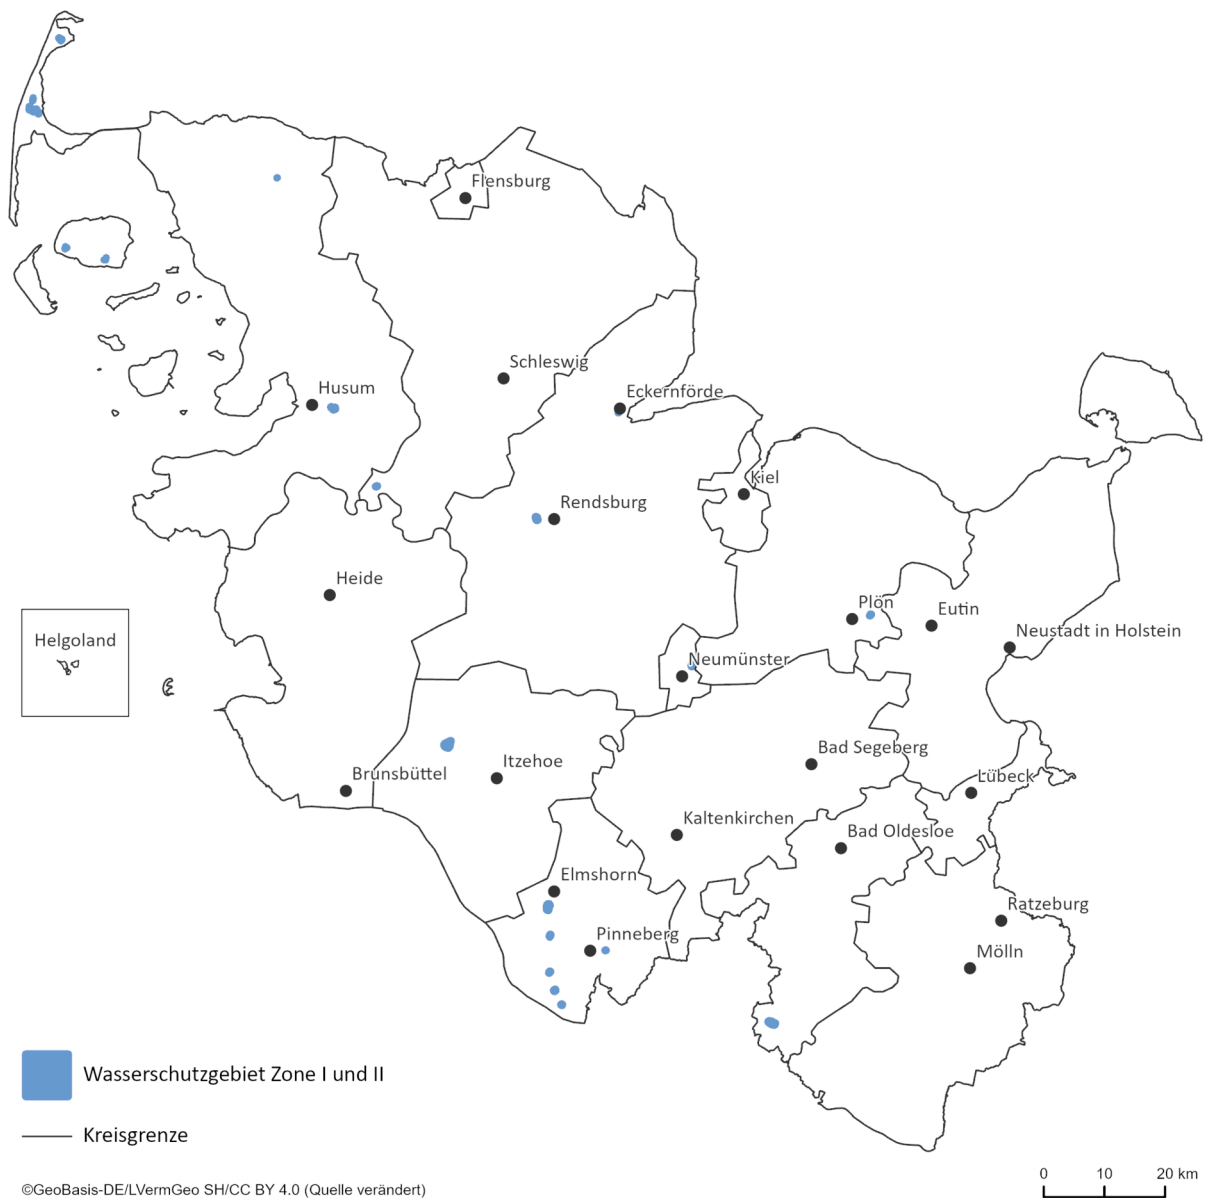 Flensburg
Schleswig
Husum
Eckernförde
Kiel
Rendsburg
Heide
Plön
Eutin
Helgoland
Neustadt in Holstein
Neumünster
Bad Segeberg
Itzehoe
Brunsbüttel
Lübeck
Kaltenkirchen
Bad Oldesloe
Elmshorn
Ratzeburg
Pinneberg
Mölln
Wasserschutzgebiet Zone I und II
Kreisgrenze
0 10 20 km
©GeoBasis-DE/LVermGeo SH/CC BY 4.0 (Quelle verändert)